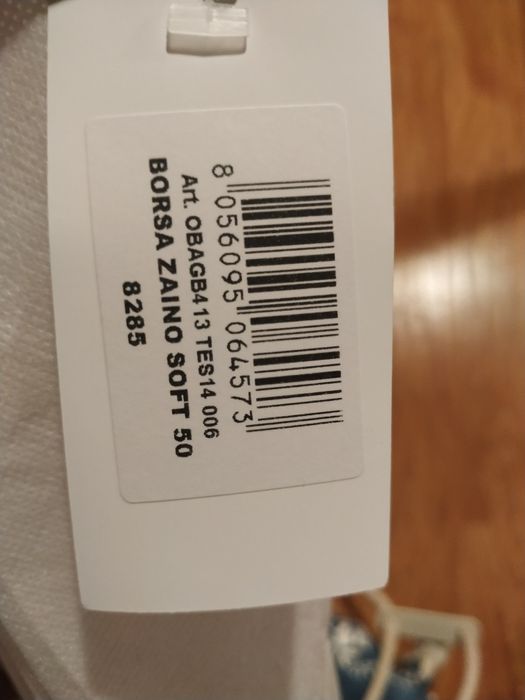 8 056095 064573
Art. OBAGB413 TES14 006
BORSA ZAINO SOFT 50
8285